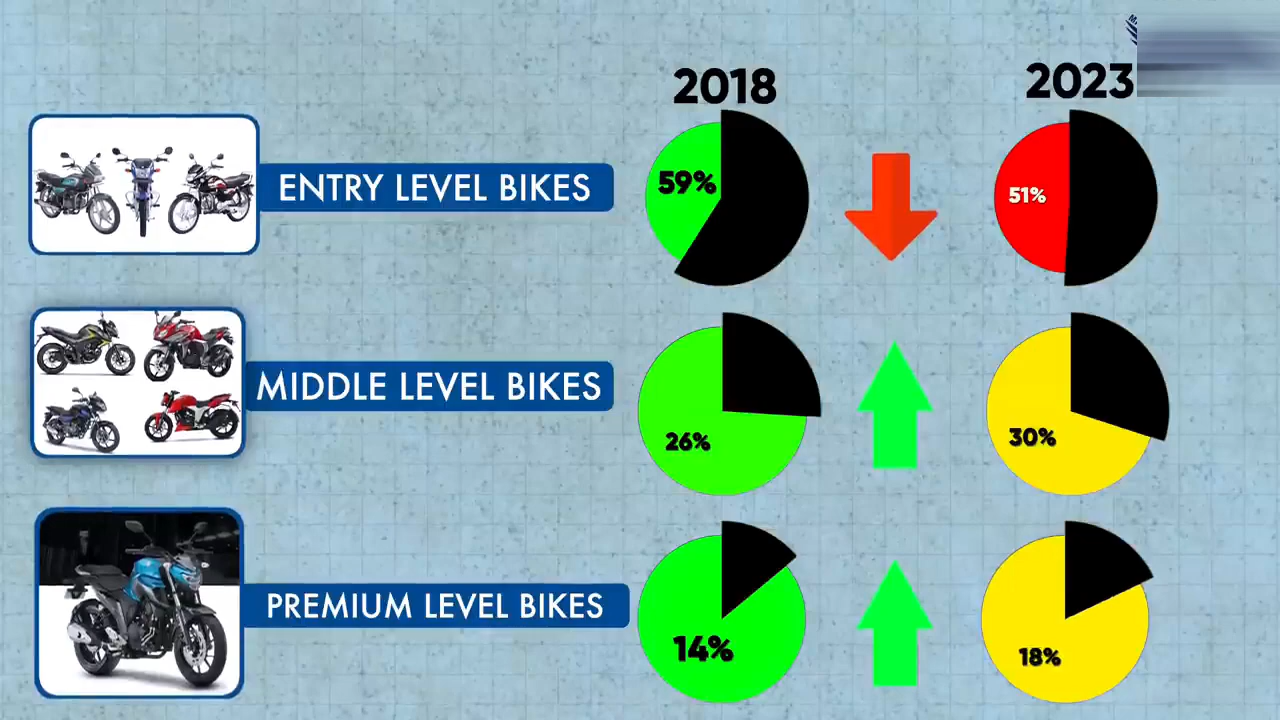 2018
2023
ENTRY LEVEL BIKES
59%
51%
MIDDLE LEVEL BIKES
26%
30%
PREMIUM LEVEL BIKES
14%
18%